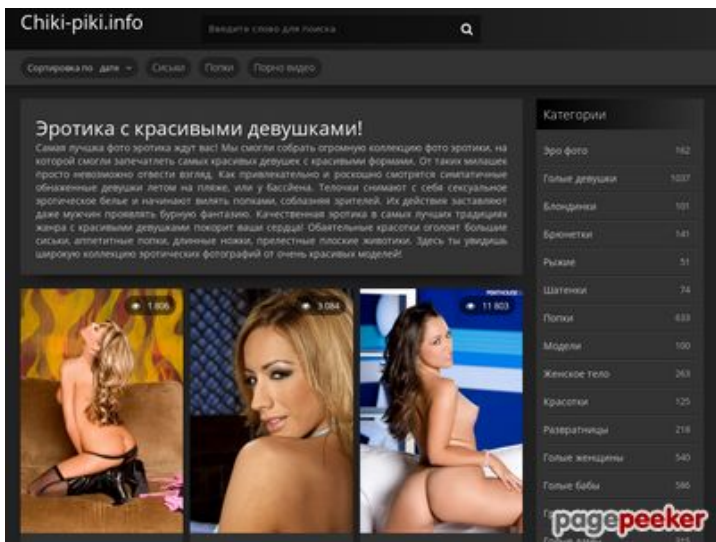 Chiki-piki.info
Введите слово для поиска
Сортировка по дате
Сиськи
Попки
Порно видео
Эротика с красивыми девушками!
Самая лучшка фото эротика ждут вас! Мы смогли собрать огромную коллекцию фото эротики, на
которой смогли запечатлеть самых красивых девушек с красивыми формами. От таких милашек
просто невозможно отвести взгляд. Как привлекательно и роскошно смотрятся симпатичные
обнаженные девушки летом на пляже, или у бассейна. Телочки снимают с себя сексуальное
эротическое белье и начинают вилять попками, соблазняя зрителей. Их действия заставляют
даже мужчин проявлять бурную фантазию. Качественная эротика в самых лучших традициях
жанра с красивыми девушками покорит ваши сердца! Обаятельные красотки оголят большие
сиськи, аппетитные попки, длинные ножки, прелестные плоские животики. Здесь ты увидишь
широкую коллекцию эротических фотографий от очень красивых моделей!
1 806
3 084
PENTHOUSE
11 803
Категории
Эро фото 162
Голые девушки 1037
Блондинки 101
Брюнетки 141
Рыжие 51
Шатенки 74
Попки 633
Модели 100
Женское тело 263
Красотки 125
Развратницы 218
Голые женщины 540
Голые бабы 586
pagepeeker